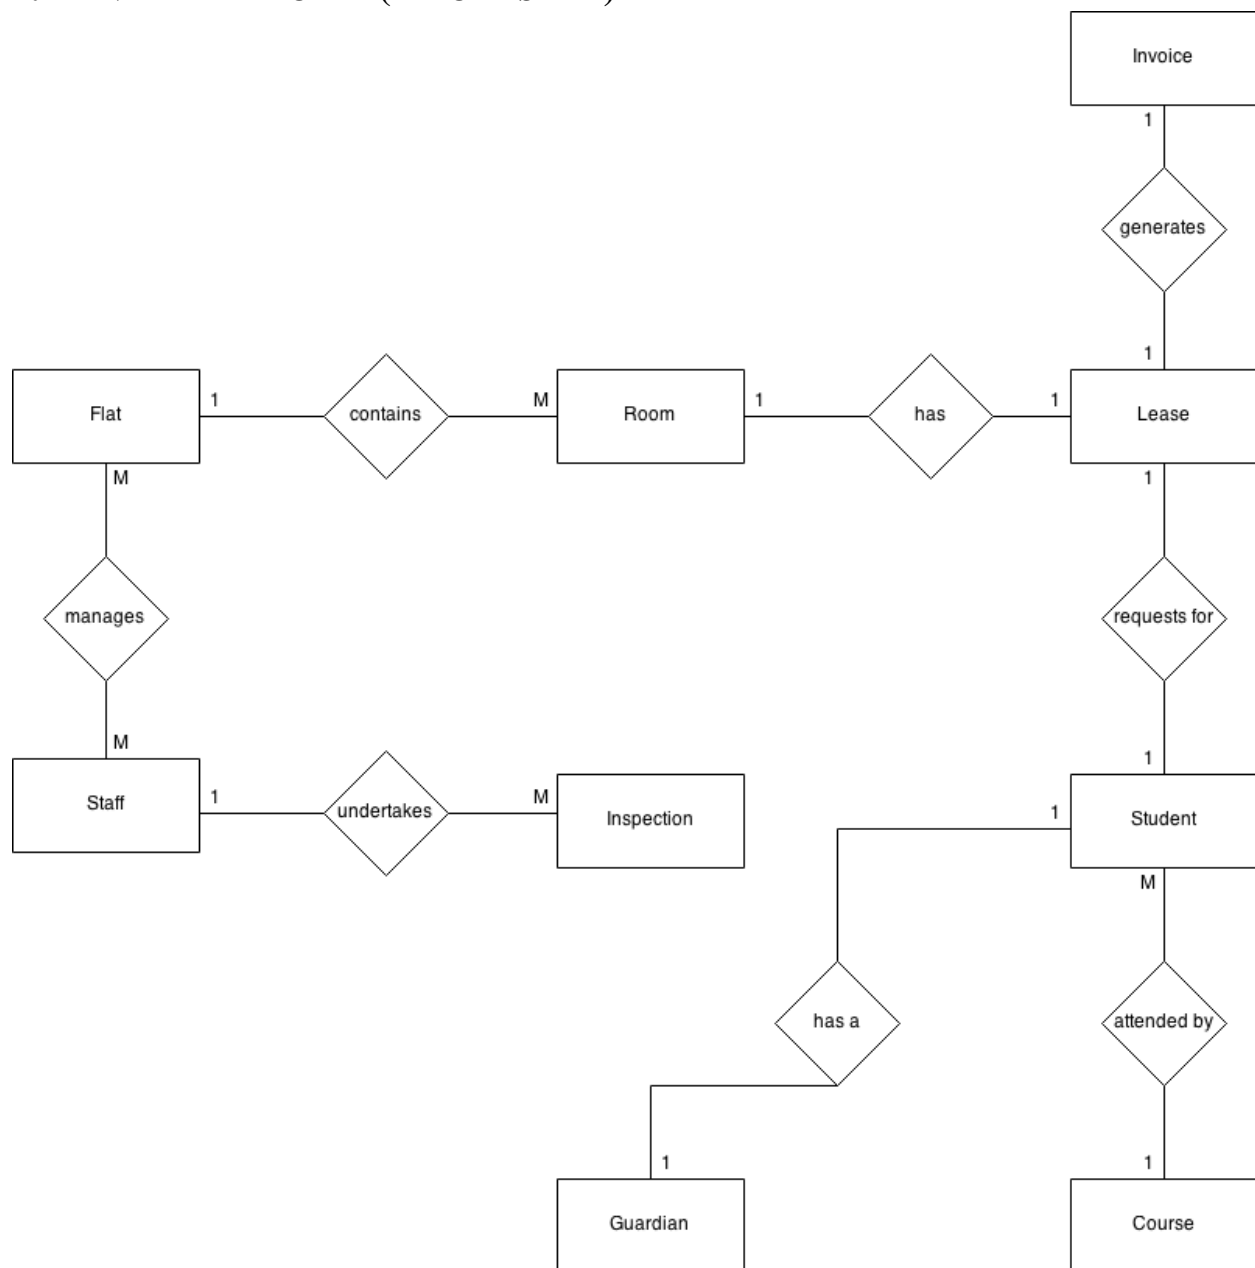 Invoice
1
generates
1
Flat
1
contains
M
Room
1
has
1
Lease
M
1
manages
requests for
M
1
Staff
1
undertakes
M
Inspection
1
Student
M
has a
attended by
1
1
Guardian
Course